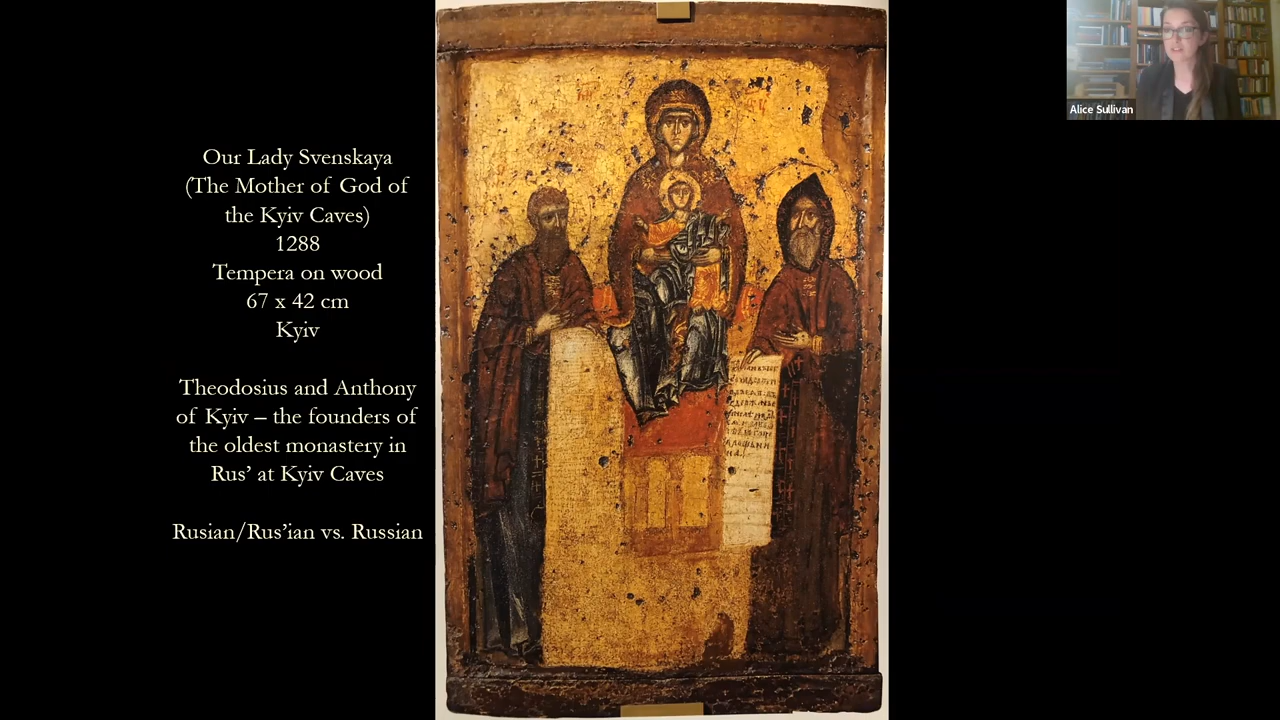 Our Lady Svenskaya
(The Mother of God of
the Kyiv Caves)
1288
Tempera on wood
67 x 42 cm
Kyiv
Theodosius and Anthony
of Kyiv – the founders of
the oldest monastery in
Rus’ at Kyiv Caves
Rusian/Rus’ian vs. Russian
Alice Sullivan